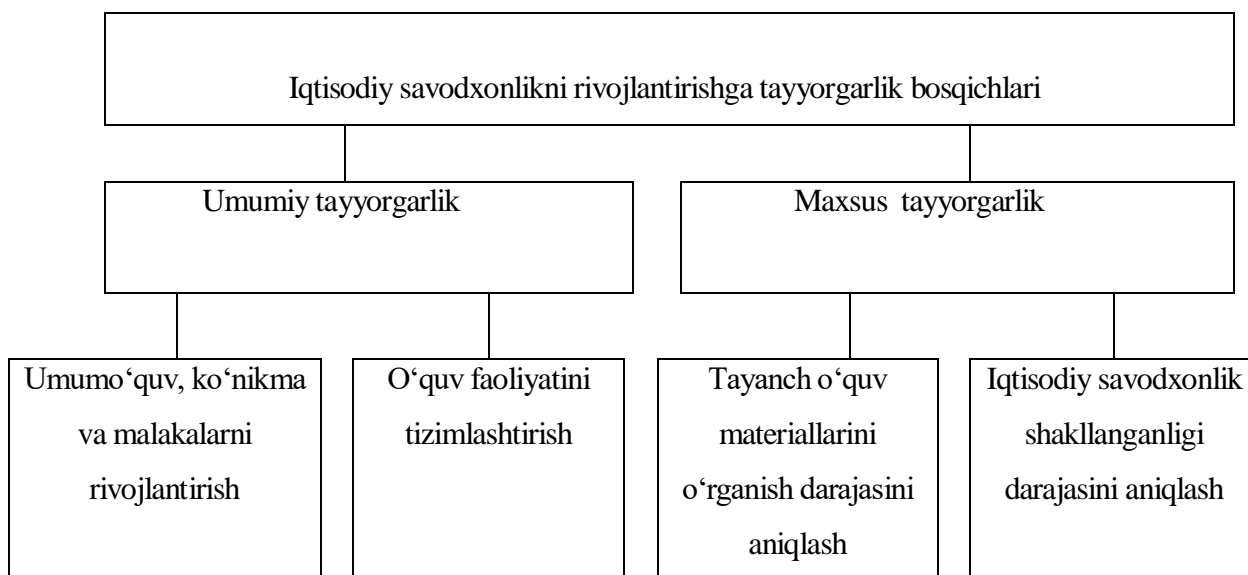 Iqtisodiy savodxonlikni rivojlantirishga tayyorgarlik bosqichlari
Umumiy tayyorgarlik
Maxsus tayyorgarlik
Umumo‘quv, ko‘nikma
va malakalarni
rivojlantirish
O‘quv faoliyatini
tizimlashtirish
Tayanch o‘quv
materiallarini
o‘rganish darajasini
aniqlash
Iqtisodiy savodxonlik
shakllanganligi
darajasini aniqlash